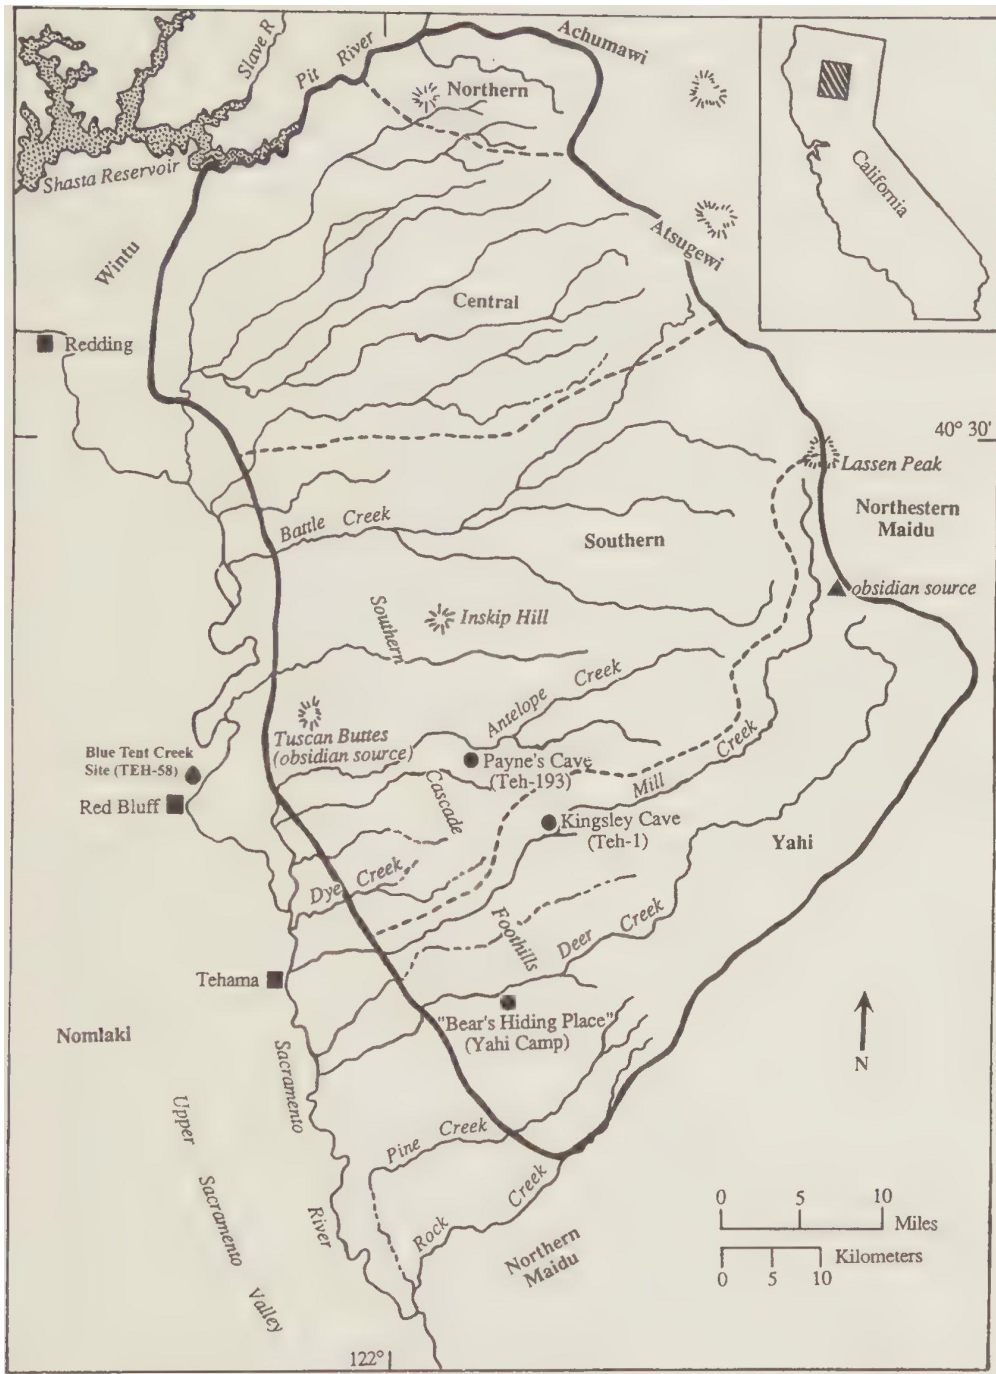 Achumawi
Slave R
Pit River
Northern
Shasta Reservoir
California
Atsugewi
Wintu
Central
Redding
40° 30'
Lassen Peak
Northestern
Maidu
Battle Creek
Southern
obsidian source
Southern
Inskip Hill
Antelope Creek
Tuscan Buttes
(obsidian source)
Blue Tent Creek
Site (TEH-58)
Payne's Cave
(Teh-193)
Mill Creek
Red Bluff
Cascade
Kingsley Cave
(Teh-1)
Yahi
Dye Creek
Foothills
Deer Creek
Tehama
"Bear's Hiding Place"
(Yahi Camp)
Nomlaki
N
Sacramento
River
Upper
Sacramento
Valley
Pine Creek
Rock Creek
Northern
Maidu
0 5 10
Miles
Kilometers
0 5 10
122°